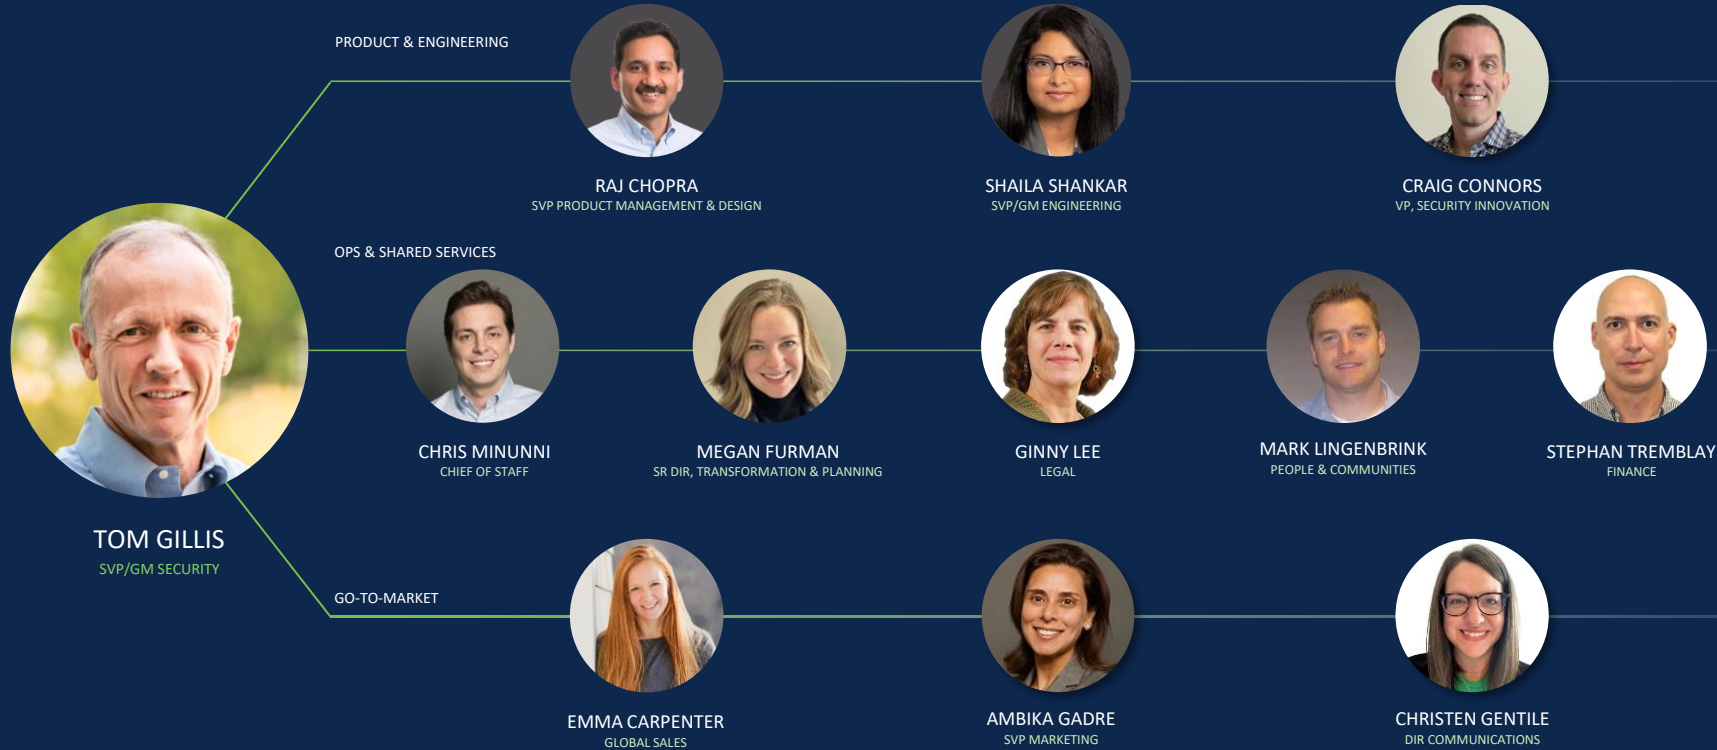 PRODUCT & ENGINEERING
RAJ CHOPRA
SVP PRODUCT MANAGEMENT & DESIGN
SHAILA SHANKAR
SVP/GM ENGINEERING
CRAIG CONNORS
VP, SECURITY INNOVATION
OPS & SHARED SERVICES
CHRIS MINUNNI
CHIEF OF STAFF
MEGAN FURMAN
SR DIR, TRANSFORMATION & PLANNING
GINNY LEE
LEGAL
MARK LINGENBRINK
PEOPLE & COMMUNITIES
STEPHAN TREMBLAY
FINANCE
TOM GILLIS
SVP/GM SECURITY
GO-TO-MARKET
EMMA CARPENTER
GLOBAL SALES
AMBIKA GADRE
SVP MARKETING
CHRISTEN GENTILE
DIR COMMUNICATIONS